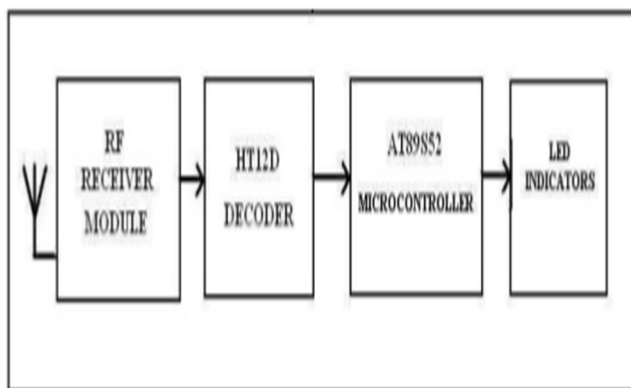 RF
RECEIVER
MODULE
HT12D
DECODER
AT89S52
MICROCONTROLLER
LED
INDICATORS